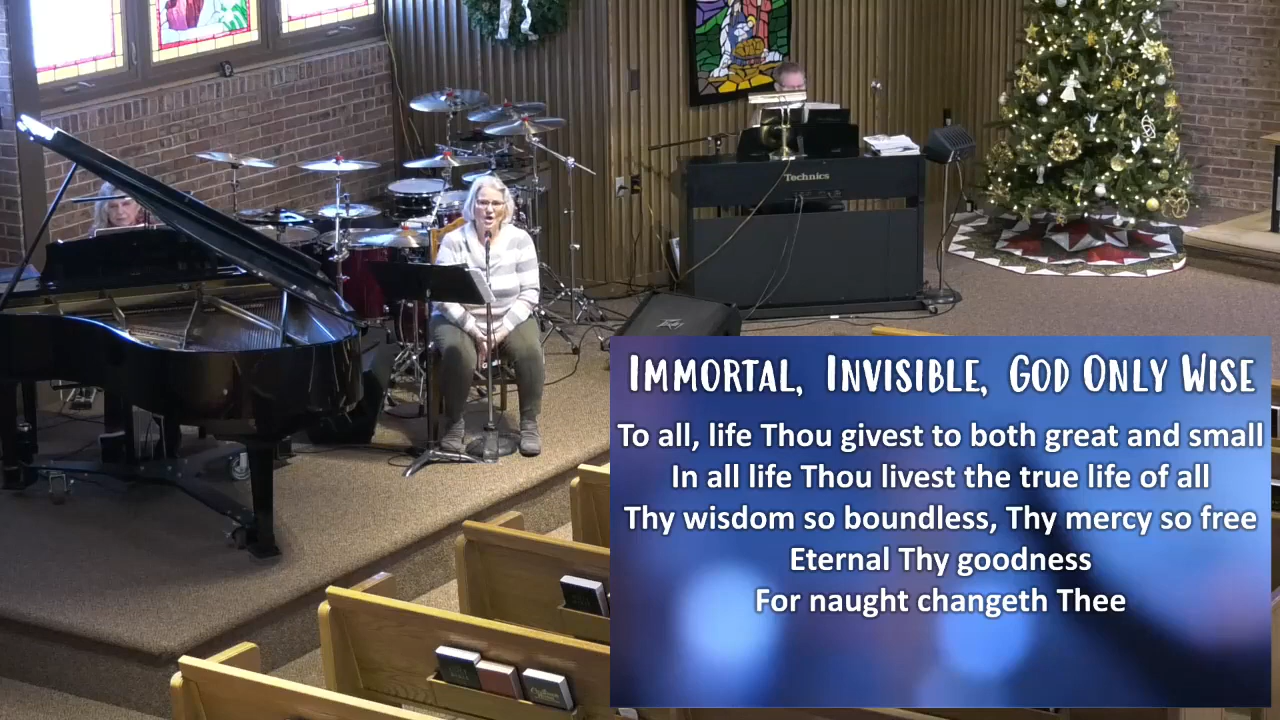 Technics
IMMORTAL, INVISIBLE, GOD ONLY WISE
To all, life Thou givest to both great and small
In all life Thou livest the true life of all
Thy wisdom so boundless, Thy mercy so free
Eternal Thy goodness
For naught changeth Thee